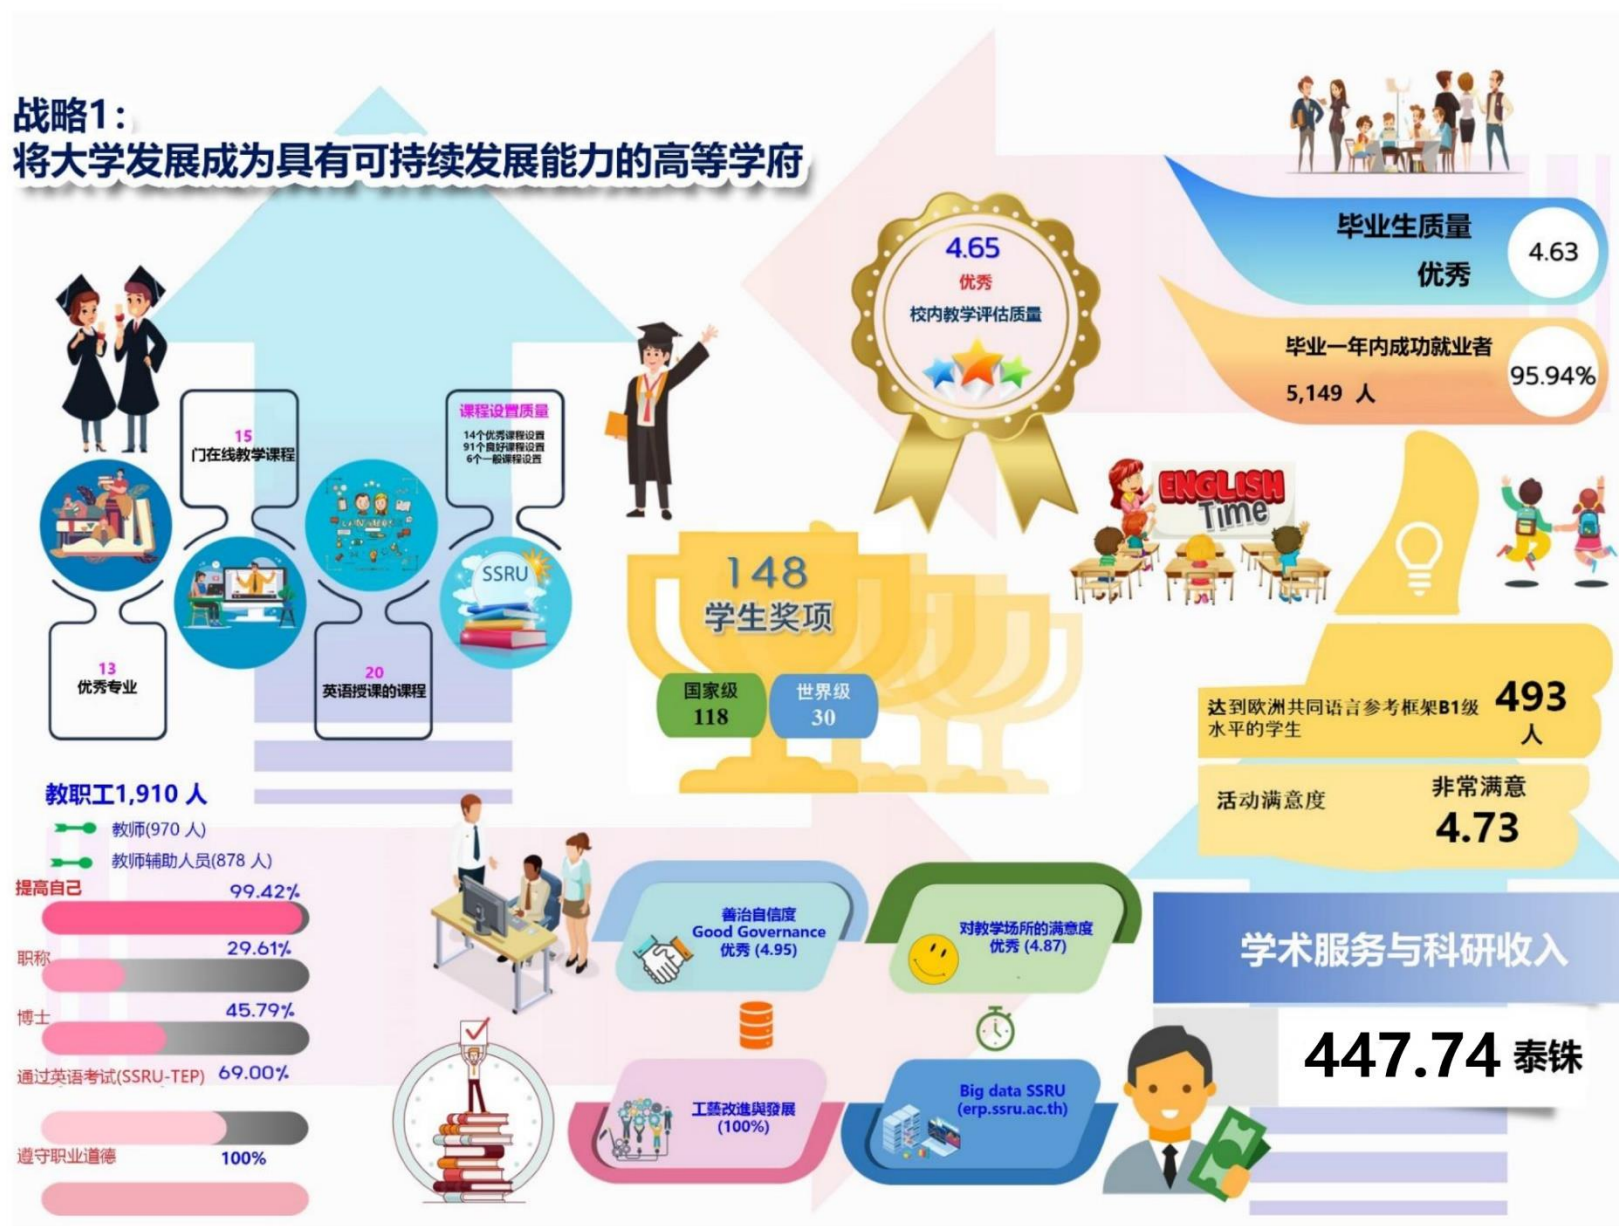 战略1：
将大学发展成为具有可持续发展能力的高等学府
4.65
优秀
校内教学评估质量
毕业生质量
优秀
4.63
毕业一年内成功就业者
5,149 人
95.94%
15
门在线教学课程
课程设置质量
14个优秀课程设置
91个良好课程设置
6个一般课程设置
LANGUAGES
SSRU
13
优秀专业
20
英语授课的课程
148
学生奖项
国家级
118
世界级
30
ENGLISH
Time
达到欧洲共同语言参考框架B1级
水平的学生
493
人
活动满意度
非常满意
4.73
教职工1,910 人
教师(970 人)
教师辅助人员(878 人)
提高自己
99.42%
职称
29.61%
博士
45.79%
通过英语考试(SSRU-TEP) 69.00%
遵守职业道德
100%
善治自信度
Good Governance
优秀 (4.95)
对教学场所的满意度
优秀 (4.87)
工藝改進與發展
(100%)
Big data SSRU
(erp.ssru.ac.th)
学术服务与科研收入
447.74 泰铢